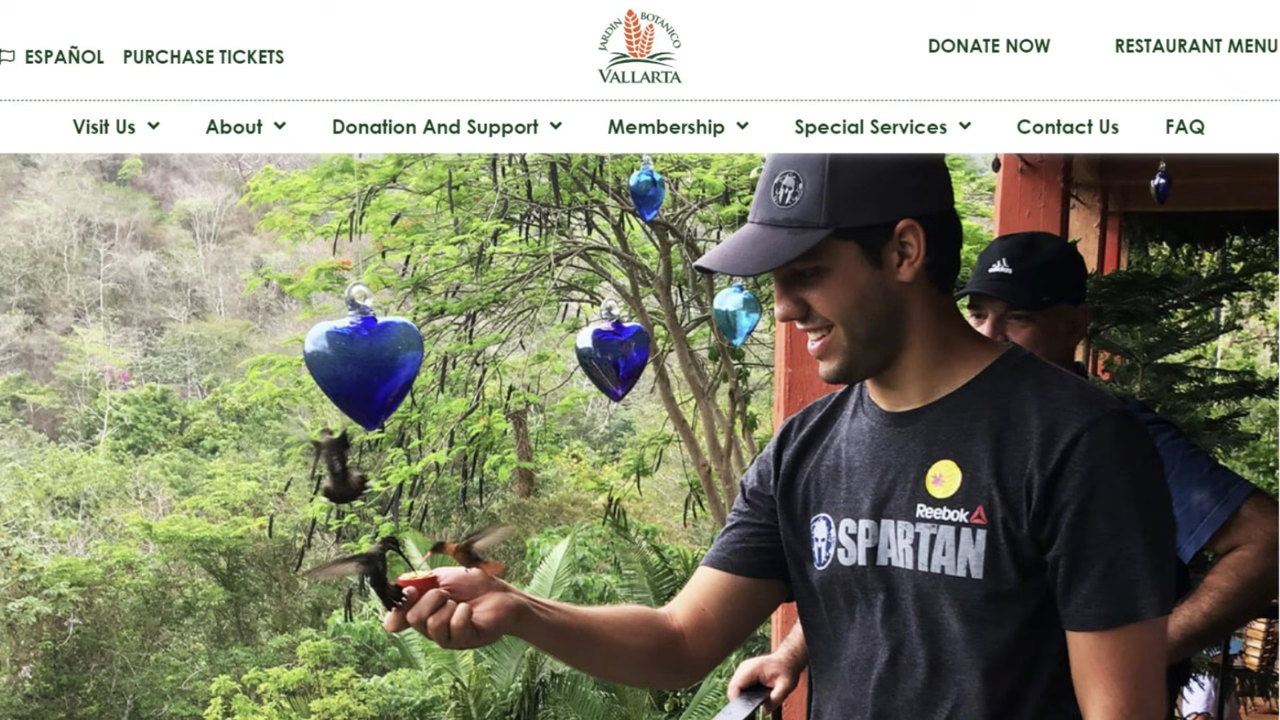 ESPAÑOL PURCHASE TICKETS
JARDIN BOTANICO
VALLARTA
DONATE NOW RESTAURANT MENU
Visit Us About Donation And Support Membership Special Services Contact Us FAQ
adidas
Reebok
SPARTAN